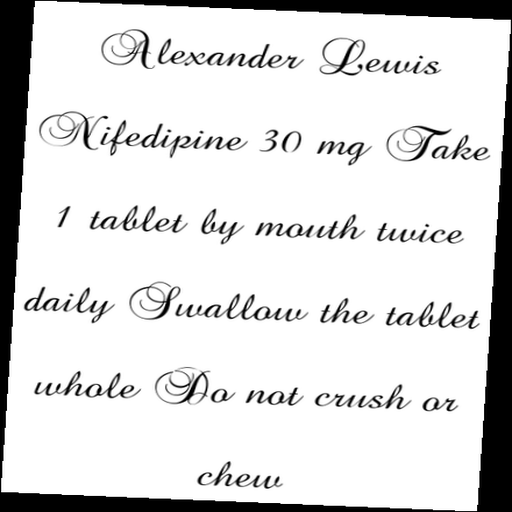 Alexander Lewis
Nifedipine 30 mg Take
1 tablet by mouth twice
daily Swallow the tablet
whole Do not crush or
chew